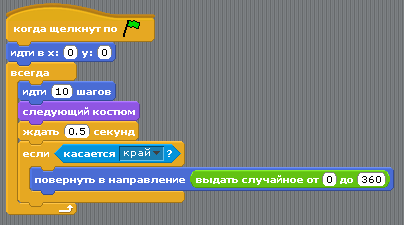 когда щелкнут по
идти в x: 0 y: 0
всегда
идти 10 шагов
следующий костюм
ждать 0.5 секунд
если касается край ?
повернуть в направление выдать случайное от 0 до 360